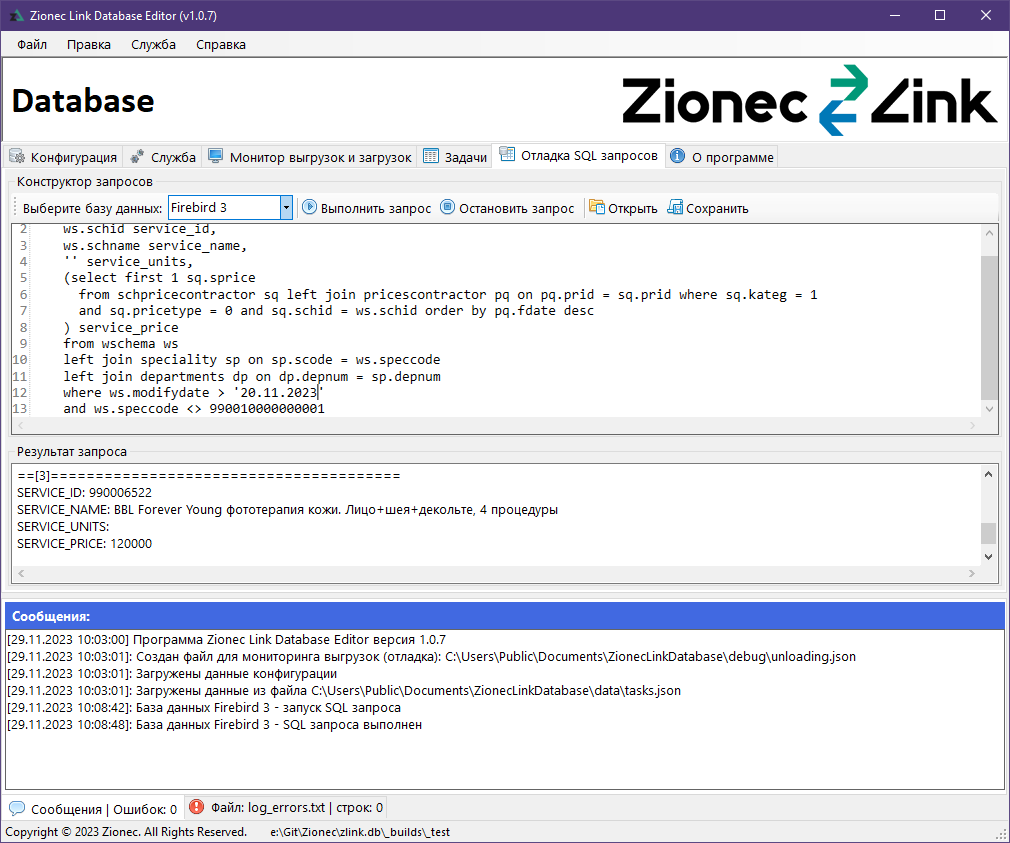 Zionec Link Database Editor (v1.0.7)
Файл Правка Служба Справка
Database
Zionec Link
Конфигурация Служба Монитор выгрузок и загрузок Задачи Отладка SQL запросов О программе
Конструктор запросов
Выберите базу данных: Firebird 3 Выполнить запрос Остановить запрос Открыть Сохранить
2 ws.schid service_id,
3 ws.schname service_name,
4 '' service_units,
5 (select first 1 sq.sprice
6 from schpricecontractor sq left join pricescontractor pq on pq.prid = sq.prid where sq.kateg = 1
7 and sq.pricetype = 0 and sq.schid = ws.schid order by pq.fdate desc
8 ) service_price
9 from wschema ws
10 left join speciality sp on sp.scode = ws.speccode
11 left join departments dp on dp.depnum = sp.depnum
12 where ws.modifydate > '20.11.2023'
13 and ws.speccode <> 990010000000001
Результат запроса
==[3]=======================================
SERVICE_ID: 990006522
SERVICE_NAME: BBL Forever Young фототерапия кожи. Лицо+шея+декольте, 4 процедуры
SERVICE_UNITS:
SERVICE_PRICE: 120000
Сообщения:
[29.11.2023 10:03:00] Программа Zionec Link Database Editor версия 1.0.7
[29.11.2023 10:03:01]: Создан файл для мониторинга выгрузок (отладка): C:\Users\Public\Documents\ZionecLinkDatabase\debug\unloading.json
[29.11.2023 10:03:01]: Загружены данные конфигурации
[29.11.2023 10:03:01]: Загружены данные из файла C:\Users\Public\Documents\ZionecLinkDatabase\data\tasks.json
[29.11.2023 10:08:42]: База данных Firebird 3 - запуск SQL запроса
[29.11.2023 10:08:48]: База данных Firebird 3 - SQL запроса выполнен
Сообщения | Ошибок: 0 Файл: log_errors.txt | строк: 0
Copyright © 2023 Zionec. All Rights Reserved. e:\Git\Zionec\zlink.db\_builds\_test